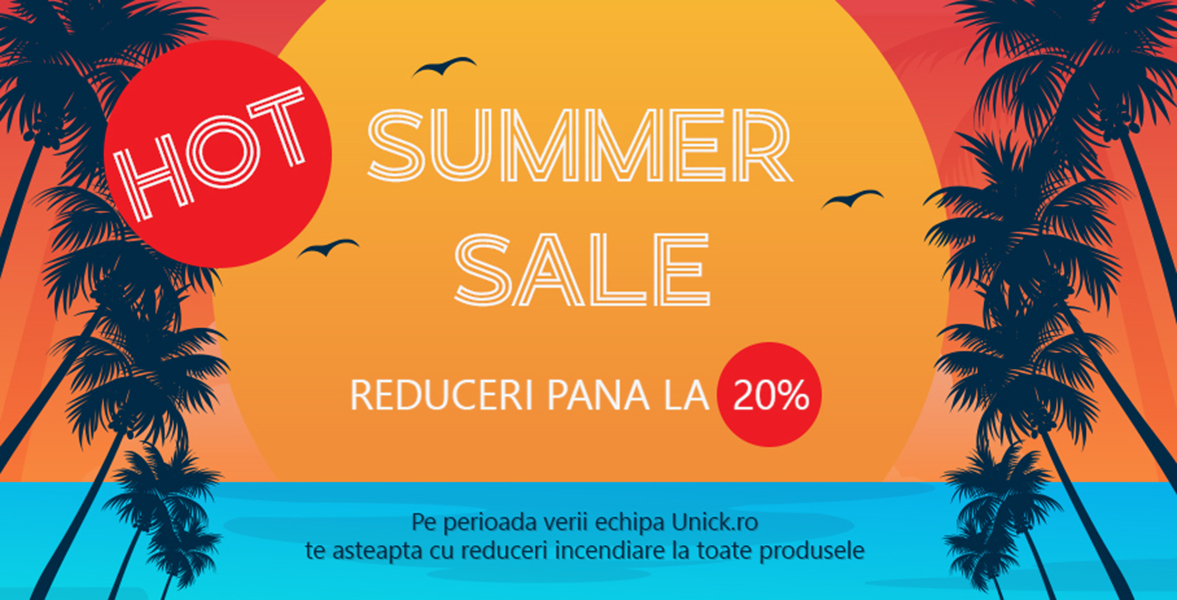 HOT
SUMMER
SALE
REDUCERI PANA LA 20%
Pe perioada verii echipa Unick.ro
te asteapta cu reduceri incendiare la toate produsele